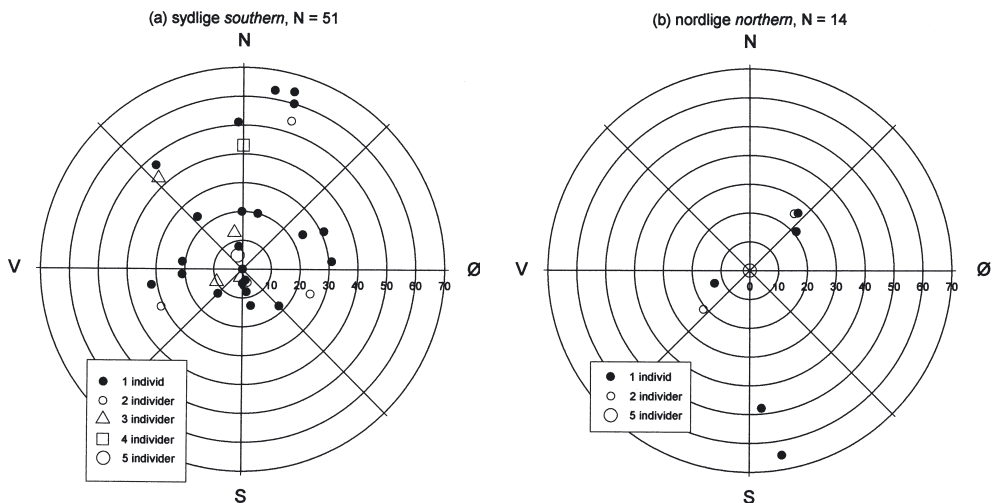 (a) sydlige southern, N = 51
N
V
Ø
10 20 30 40 50 60 70
S
1 individ
2 individer
3 individer
4 individer
5 individer
(b) nordlige northern, N = 14
N
V
Ø
0 10 20 30 40 50 60 70
S
1 individ
2 individer
5 individer